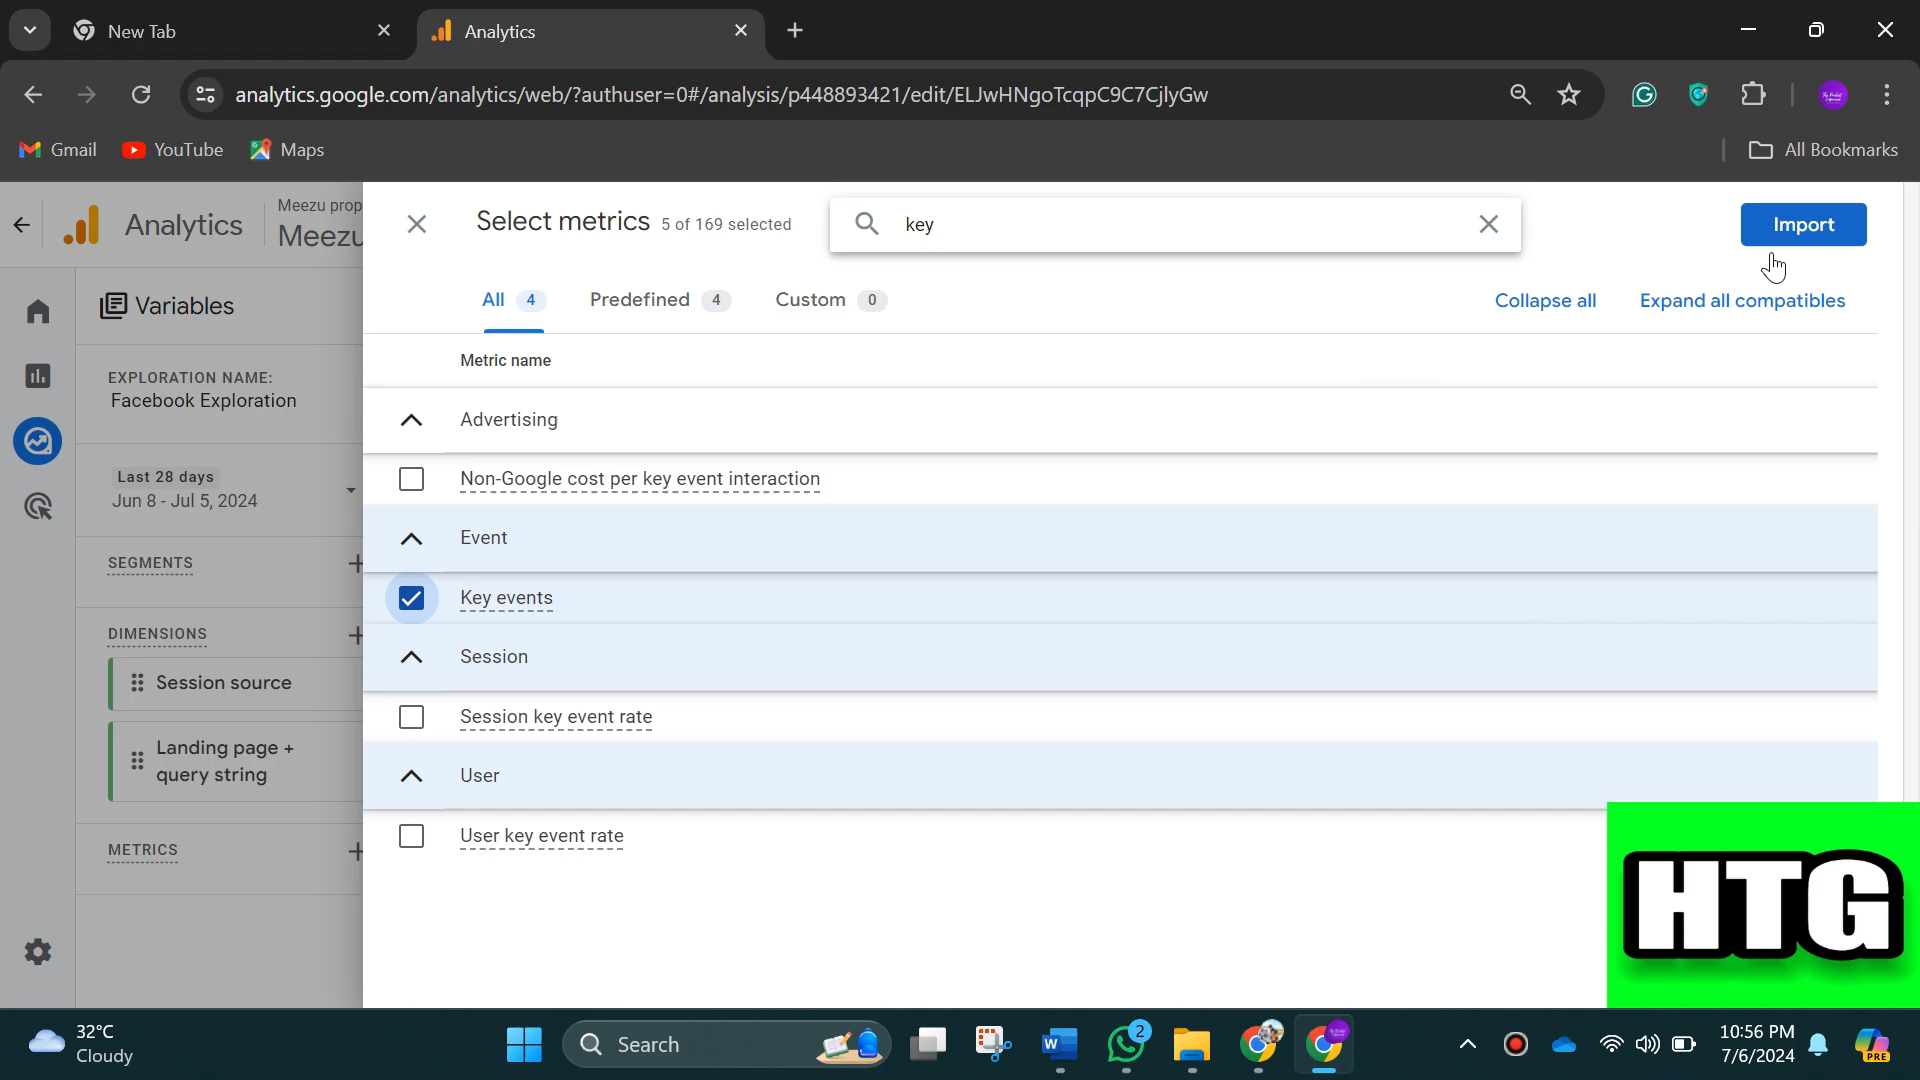 New Tab
Analytics
analytics.google.com/analytics/web/?authuser=0#/analysis/p448893421/edit/ELJwHNgoTcqpC9C7CjlyGw
Gmail
YouTube
Maps
All Bookmarks
Analytics
Meezu prop
Meezu
Select metrics 5 of 169 selected
key
Import
All 4
Predefined 4
Custom 0
Collapse all
Expand all compatibles
Variables
EXPLORATION NAME:
Facebook Exploration
Last 28 days
Jun 8 - Jul 5, 2024
SEGMENTS
DIMENSIONS
Session source
Landing page +
query string
METRICS
Metric name
Advertising
Non-Google cost per key event interaction
Event
Key events
Session
Session key event rate
User
User key event rate
HTG
32°C
Cloudy
Search
W
2
10:56 PM
7/6/2024
PRE